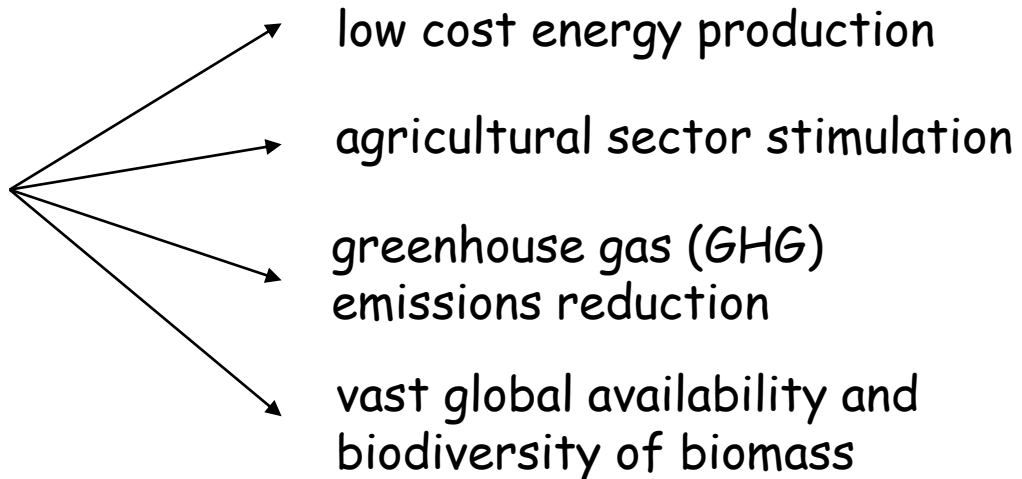 low cost energy production
agricultural sector stimulation
greenhouse gas (GHG)
emissions reduction
vast global availability and
biodiversity of biomass